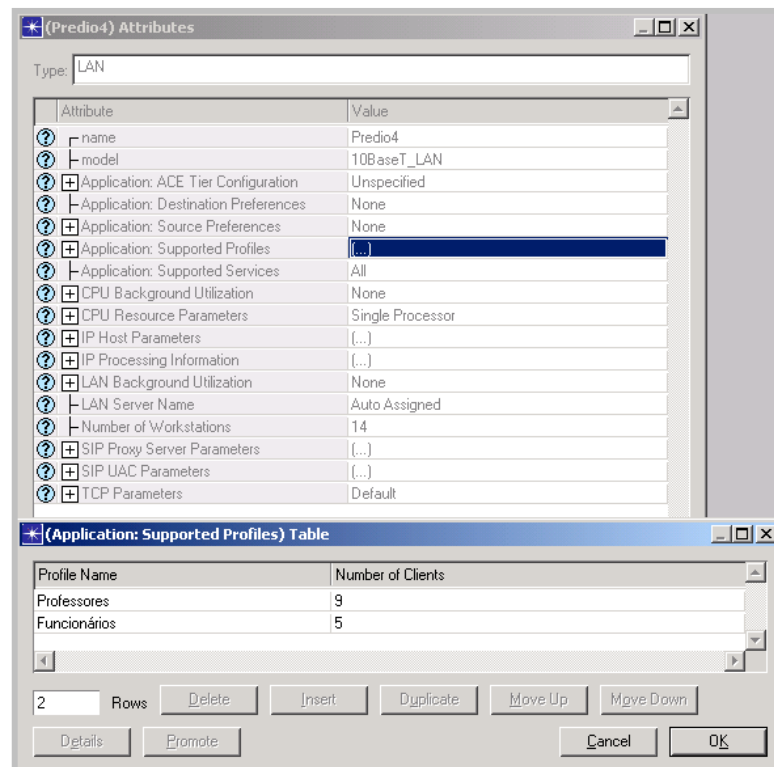 (Predio4) Attributes
Type: LAN
Attribute Value
name Predio4
model 10BaseT_LAN
Application: ACE Tier Configuration Unspecified
Application: Destination Preferences None
Application: Source Preferences None
Application: Supported Profiles (...)
Application: Supported Services All
CPU Background Utilization None
CPU Resource Parameters Single Processor
IP Host Parameters (...)
IP Processing Information (...)
LAN Background Utilization None
LAN Server Name Auto Assigned
Number of Workstations 14
SIP Proxy Server Parameters (...)
SIP UAC Parameters (...)
TCP Parameters Default
(Application: Supported Profiles) Table
Profile Name Number of Clients
Professores 9
Funcionários 5
2 Rows Delete Insert Duplicate Move Up Move Down
Details Promote Cancel OK